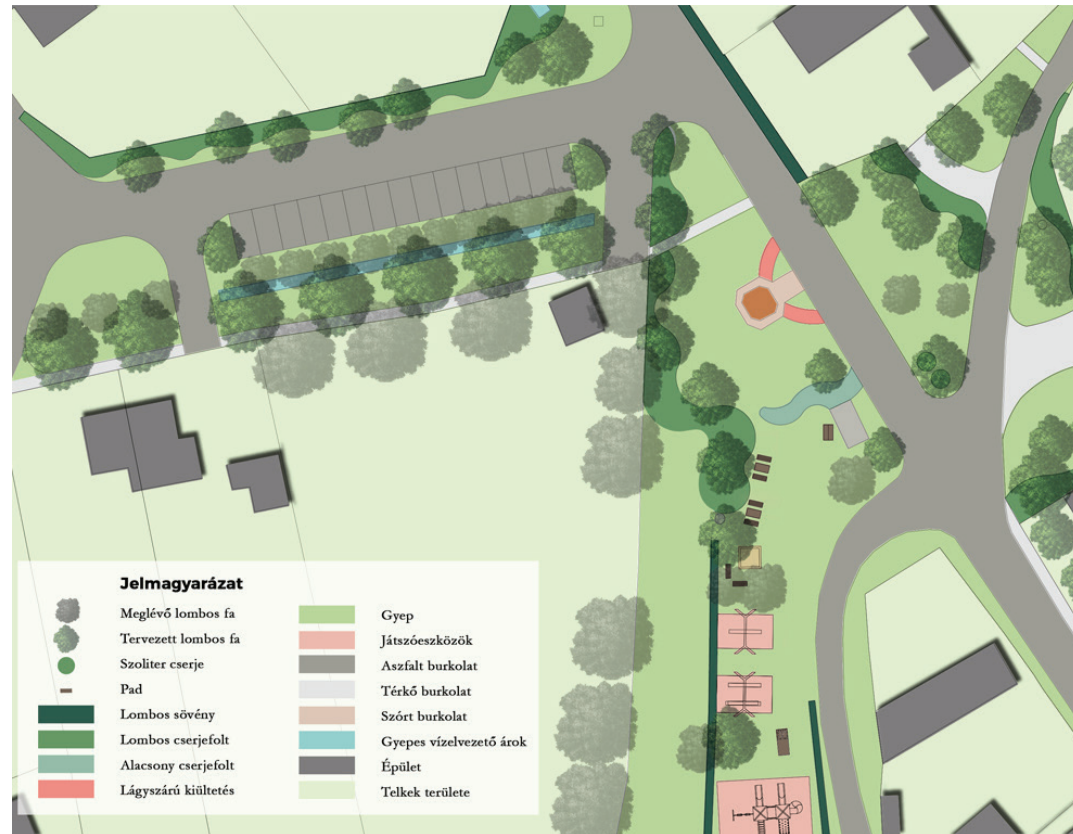 Jelmagyarázat
Meglévő lombos fa
Tervezett lombos fa
Szoliter cserje
Pad
Lombos sövény
Lombos cserjefolt
Alacsony cserjefolt
Lágyszárú kiültetés
Gyep
Játszóeszközök
Aszfalt burkolat
Térkő burkolat
Szórt burkolat
Gyepes vízelvezető árok
Épület
Telkek területe